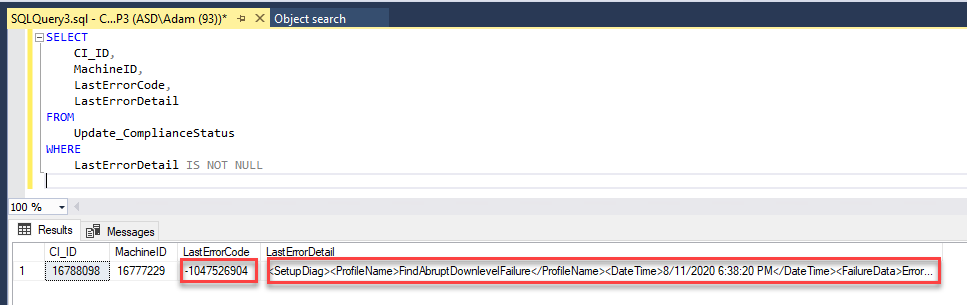 SQLQuery3.sql - C...P3 (ASD\Adam (93))* Object search
SELECT
CI_ID,
MachineID,
LastErrorCode,
LastErrorDetail
FROM
Update_ComplianceStatus
WHERE
LastErrorDetail IS NOT NULL
100 %
Results Messages
CI_ID MachineID LastErrorCode LastErrorDetail
1 16788098 16777229 -1047526904 <SetupDiag><ProfileName>FindAbruptDownlevelFailure</ProfileName><DateTime>8/11/2020 6:38:20 PM</DateTime><FailureData>Error...